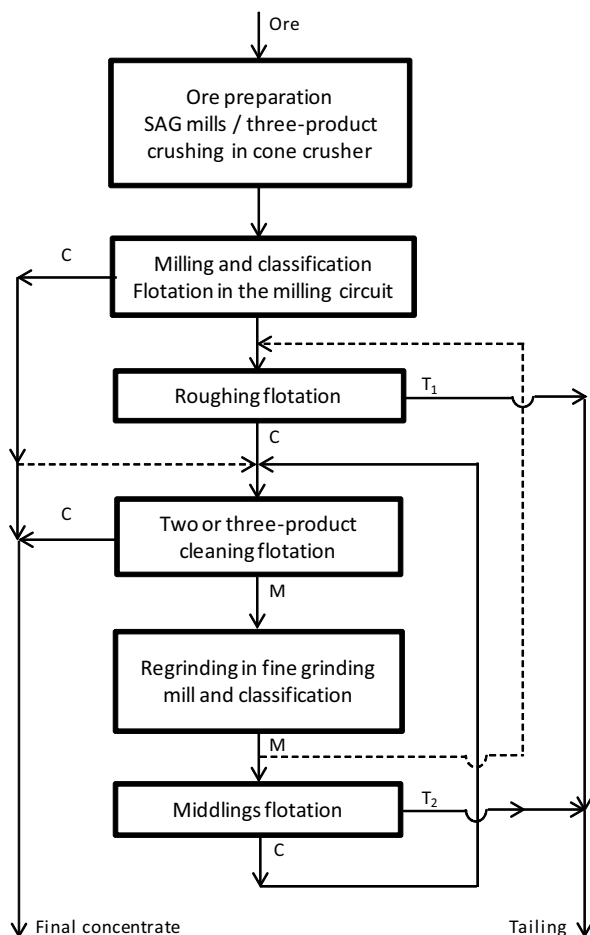 Ore
Ore preparation
SAG mills / three-product
crushing in cone crusher
C
Milling and classification
Flotation in the milling circuit
Roughing flotation
T₁
C
C
Two or three-product
cleaning flotation
M
Regrinding in fine grinding
mill and classification
M
Middlings flotation
T₂
C
Final concentrate
Tailing